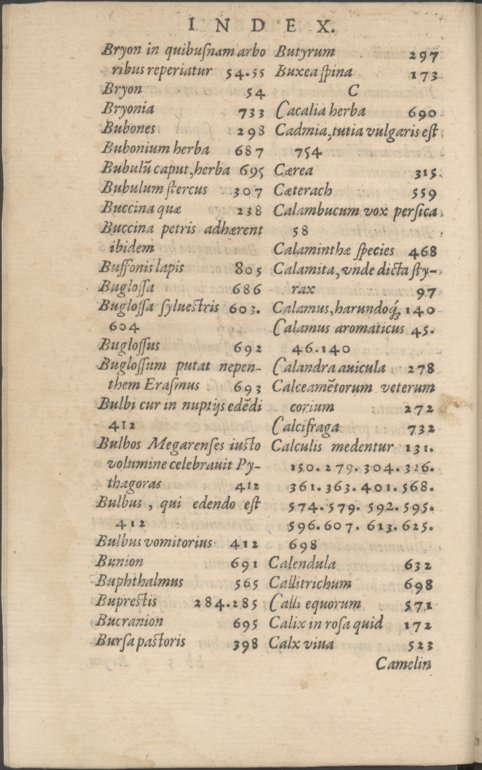 I. N D E X.
Bryon in quibuſnam arbo
ribus reperiatur 54.55
Bryon 54
Bryonia 733
Bubones 298
Bubonium herba 687
Bubulũ caput, herba 695
Bubulum ſtercus 307
Buccina quæ 238
Buccina petris adhærent
ibidem
Buffonis lapis 805
Bugloſſa 686
Bugloſſa ſylueſtris 603.
604
Bugloſſus 692
Bugloſſum putat nepen-
them Eraſmus 693
Bulbi cur in nuptijs edẽdi
412
Bulbos Megarenſes iuſto
volumine celebrauit Py-
thagoras 412
Bulbus, qui edendo eſt
412
Bulbus vomitorius 412
Bunion 691
Buphthalmus 565
Bupreſtis 284.285
Bucranion 695
Burſa paſtoris 398
Butyrum 297
Buxea ſpina 173
C
Cacalia herba 690
Cadmia, tutia vulgaris eſt
754
Cærea 315
Cæterach 559
Calambucum vox perſica
58
Calaminthæ ſpecies 468
Calamita, vnde dicta ſty-
rax 97
Calamus, harundoq́; 140
Calamus aromaticus 45.
46.140
Calandra auicula 278
Calceamẽtorum veterum
corium 272
Calcifraga 732
Calculis medentur 131.
150.279.304.326.
361.363.401.568.
574.579.592.595.
596.607.613.625.
698
Calendula 632
Callitrichum 698
Calli equorum 571
Calix in roſa quid 172
Calx viua 523
Camelin